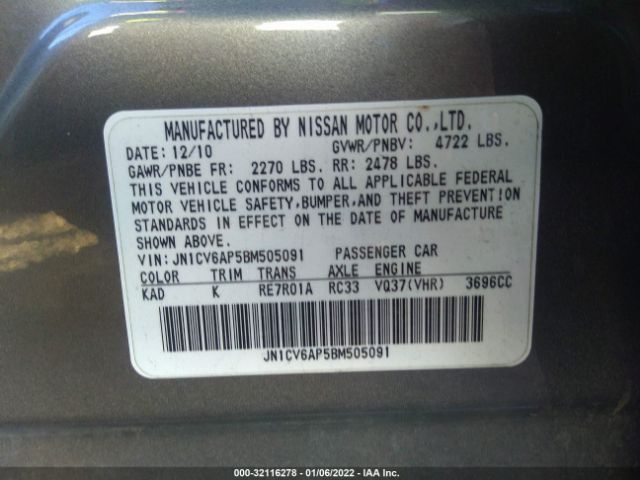 MANUFACTURED BY NISSAN MOTOR CO.,LTD.
DATE: 12/10 GVWR/PNBV: 4722 LBS.
GAWR/PNBE FR: 2270 LBS. RR: 2478 LBS.
THIS VEHICLE CONFORMS TO ALL APPLICABLE FEDERAL
MOTOR VEHICLE SAFETY,BUMPER,AND THEFT PREVENTION
STANDARDS IN EFFECT ON THE DATE OF MANUFACTURE
SHOWN ABOVE.
VIN: JN1CV6AP5BM505091 PASSENGER CAR
COLOR TRIM TRANS AXLE ENGINE
KAD K RE7R01A RC33 VQ37(VHR) 3696CC
JN1CV6AP5BM505091
000-32116278 - 01/06/2022 - IAA Inc.